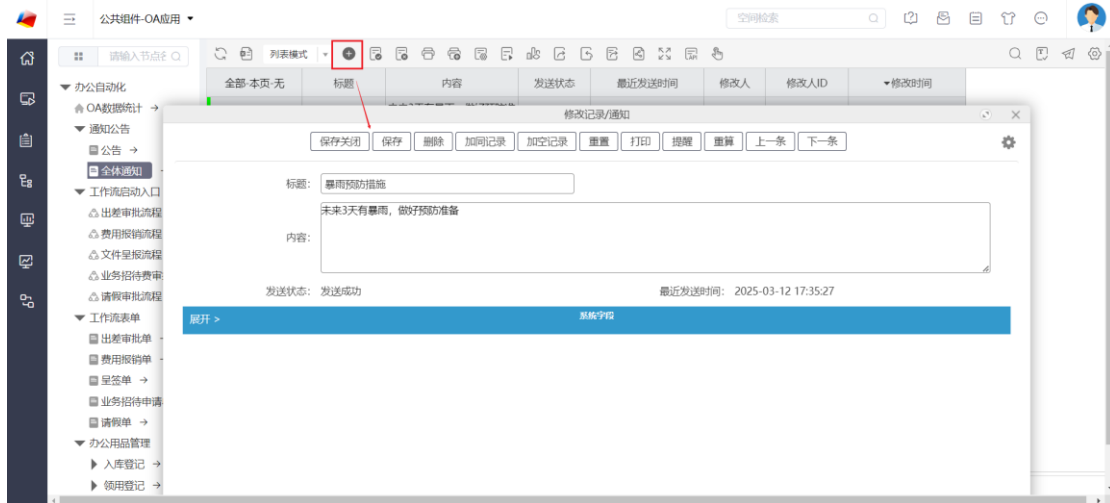 公共组件-OA应用
空间检索
请输入节点名
列表模式
办公自动化
OA数据统计
通知公告
公告
全体通知
工作流启动入口
出差审批流程
费用报销流程
文件呈报流程
业务招待费审
请假审批流程
工作流表单
出差审批单
费用报销单
呈签单
业务招待申请
请假单
办公用品管理
入库登记
领用登记
全部-本页-无 标题 内容 发送状态 最近发送时间 修改人 修改人ID 修改时间
修改记录/通知
保存关闭 保存 删除 加同记录 加空记录 重置 打印 提醒 重算 上一条 下一条
标题: 暴雨预防措施
内容: 未来3天有暴雨，做好预防准备
发送状态: 发送成功 最近发送时间: 2025-03-12 17:35:27
展开 > 系统字段